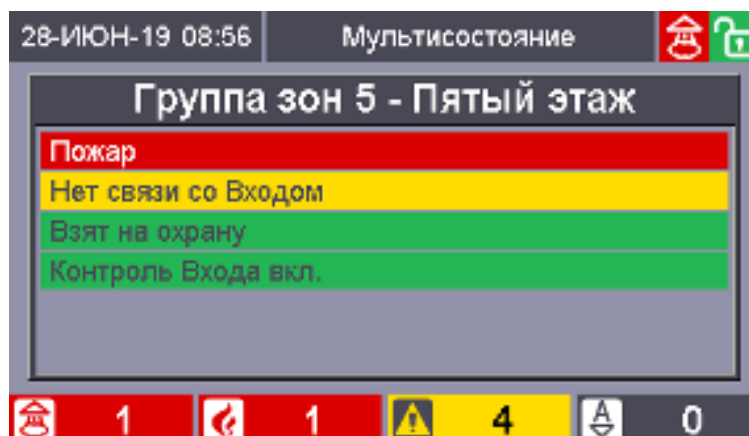 28-ИЮН-19 08:56 Мультисостояние
Группа зон 5 - Пятый этаж
Пожар
Нет связи со Входом
Взят на охрану
Контроль Входа вкл.
1 1 4 A 0